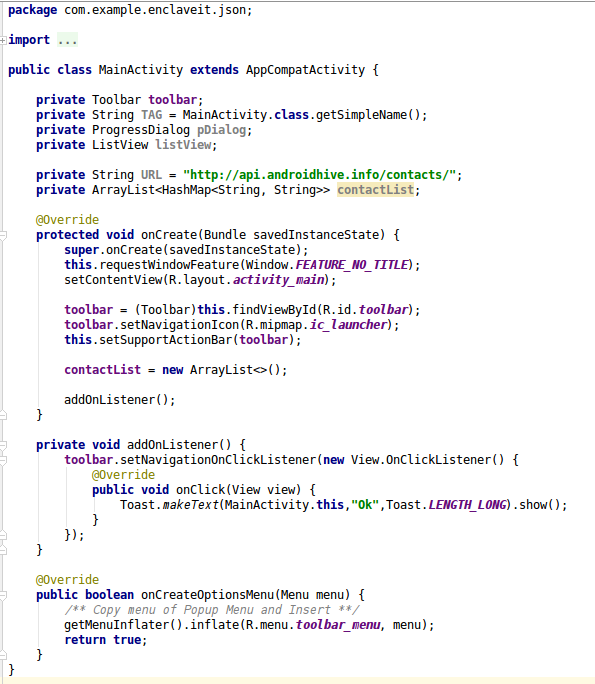 package com.example.enclaveit.json;
import ...
public class MainActivity extends AppCompatActivity {
private Toolbar toolbar;
private String TAG = MainActivity.class.getSimpleName();
private ProgressDialog pDialog;
private ListView listView;
private String URL = "http://api.androidhive.info/contacts/";
private ArrayList<HashMap<String, String>> contactList;
@Override
protected void onCreate(Bundle savedInstanceState) {
super.onCreate(savedInstanceState);
this.requestWindowFeature(Window.FEATURE_NO_TITLE);
setContentView(R.layout.activity_main);
toolbar = (Toolbar)this.findViewById(R.id.toolbar);
toolbar.setNavigationIcon(R.mipmap.ic_launcher);
this.setSupportActionBar(toolbar);
contactList = new ArrayList<>();
addOnListener();
}
private void addOnListener() {
toolbar.setNavigationOnClickListener(new View.OnClickListener() {
@Override
public void onClick(View view) {
Toast.makeText(MainActivity.this,"Ok",Toast.LENGTH_LONG).show();
}
});
}
@Override
public boolean onCreateOptionsMenu(Menu menu) {
/** Copy menu of Popup Menu and Insert **/
getMenuInflater().inflate(R.menu.toolbar_menu, menu);
return true;
}
}